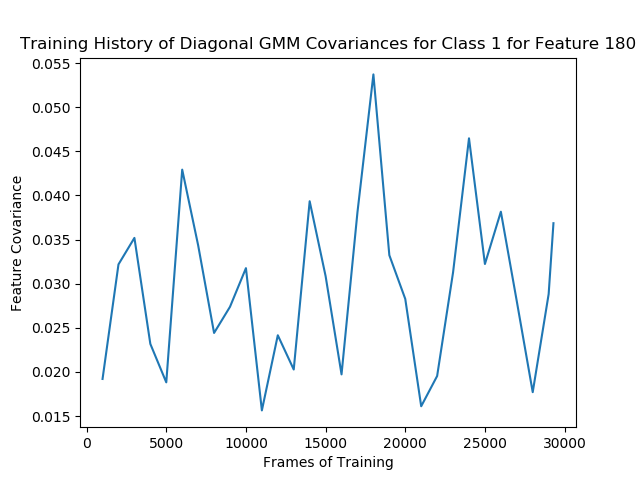 Training History of Diagonal GMM Covariances for Class 1 for Feature 180
0.055
0.050
0.045
0.040
0.035
0.030
0.025
0.020
0.015
Feature Covariance
0 5000 10000 15000 20000 25000 30000
Frames of Training